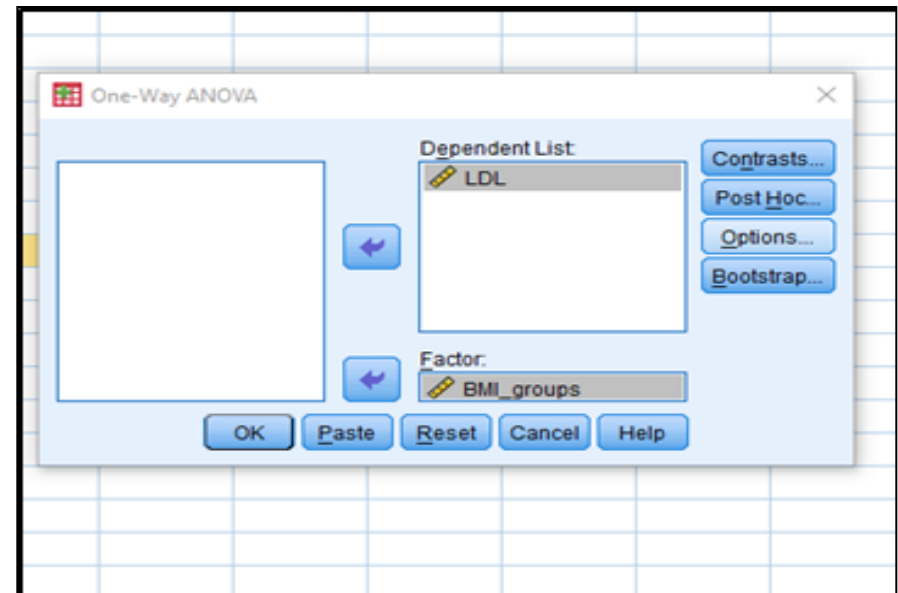 One-Way ANOVA
Dependent List:
LDL
Contrasts...
Post Hoc...
Options...
Bootstrap...
Factor:
BMI_groups
OK Paste Reset Cancel Help